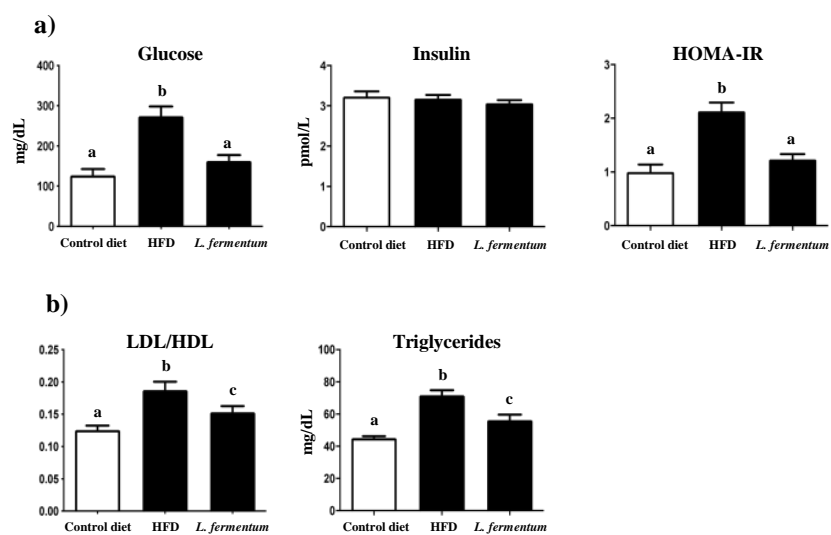 a)
Glucose
400
300
200
100
0
mg/dL
a
b
a
Control diet HFD L. fermentum
Insulin
4
3
2
1
0
pmol/L
Control diet HFD L. fermentum
HOMA-IR
3
2
1
0
a
b
a
Control diet HFD L. fermentum
b)
LDL/HDL
0.25
0.20
0.15
0.10
0.05
0.00
a
b
c
Control diet HFD L. fermentum
Triglycerides
100
80
60
40
20
0
mg/dL
a
b
c
Control diet HFD L. fermentum